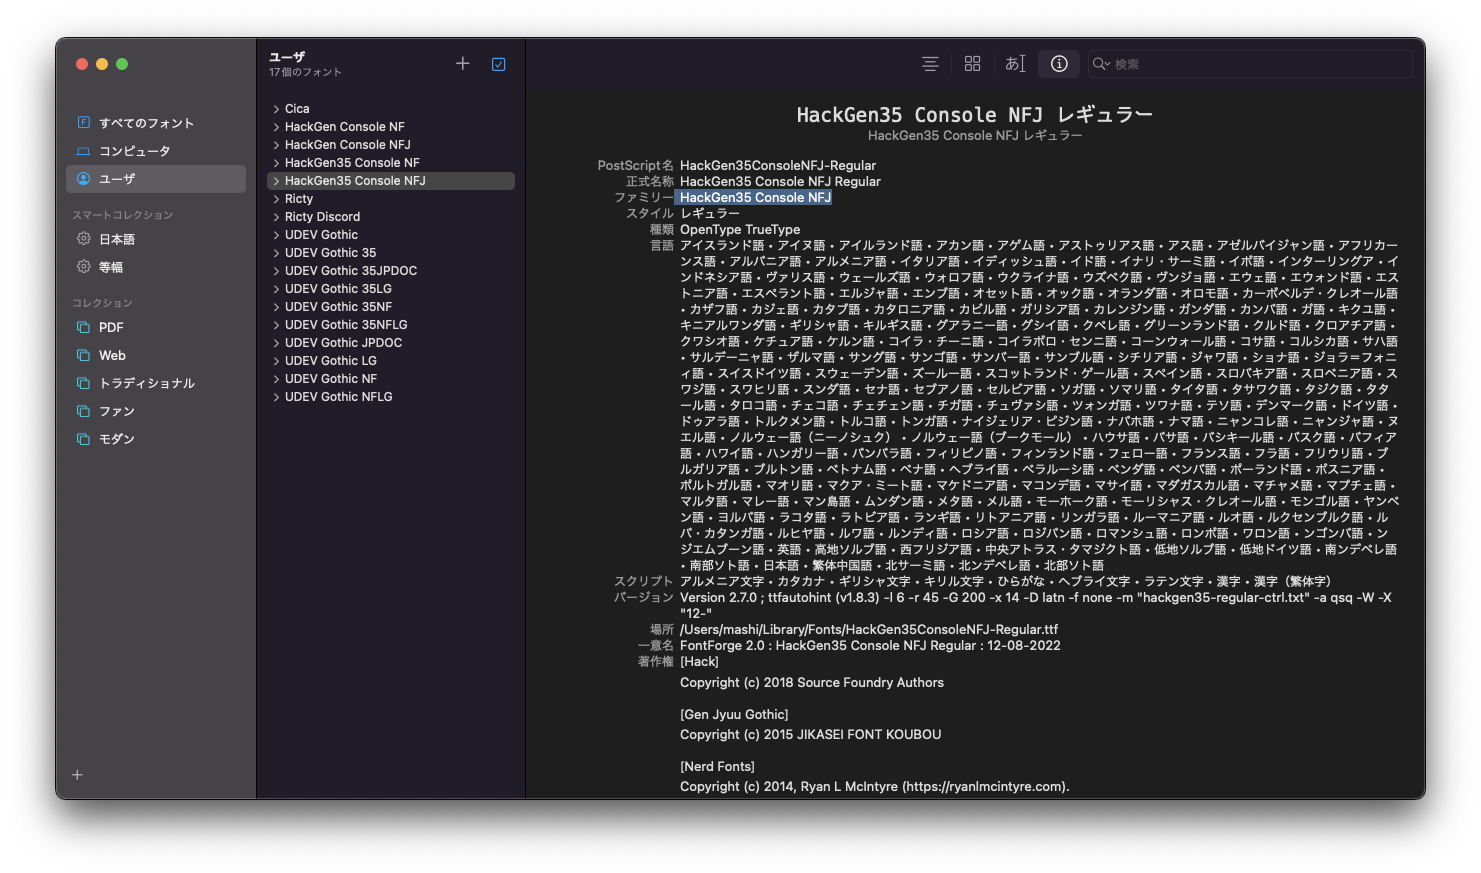 すべてのフォント
コンピュータ
ユーザ
スマートコレクション
日本語
等幅
コレクション
PDF
Web
トラディショナル
ファン
モダン
ユーザ
17個のフォント
Cica
HackGen Console NF
HackGen Console NFJ
HackGen35 Console NF
HackGen35 Console NFJ
Ricty
Ricty Discord
UDEV Gothic
UDEV Gothic 35
UDEV Gothic 35JPDOC
UDEV Gothic 35LG
UDEV Gothic 35NF
UDEV Gothic 35NFLG
UDEV Gothic JPDOC
UDEV Gothic LG
UDEV Gothic NF
UDEV Gothic NFLG
あ
検索
HackGen35 Console NFJ レギュラー
HackGen35 Console NFJ レギュラー
PostScript名 HackGen35ConsoleNFJ-Regular
正式名称 HackGen35 Console NFJ Regular
ファミリー HackGen35 Console NFJ
スタイル レギュラー
種類 OpenType TrueType
言語 アイスランド語・アイヌ語・アイルランド語・アカン語・アゲム語・アストゥリアス語・アス語・アゼルバイジャン語・アフリカー
ンス語・アルバニア語・アルメニア語・イタリア語・イディッシュ語・イド語・イナリ・サーミ語・イボ語・インターリングア・イ
ンドネシア語・ヴァリス語・ウェールズ語・ウォロフ語・ウクライナ語・ウズベク語・ヴンジョ語・エウェ語・エウォンド語・エス
トニア語・エスペラント語・エルジャ語・エンブ語・オセット語・オック語・オランダ語・オロモ語・カーボベルデ・クレオール語
・カザフ語・カジェ語・カタブ語・カタロニア語・カビル語・ガリシア語・カレンジン語・ガンダ語・カンバ語・ガ語・キクユ語・
キニアルワンダ語・ギリシャ語・キルギス語・グアラニー語・グシイ語・クペレ語・グリーンランド語・クルド語・クロアチア語・
クワシオ語・ケチュア語・ケルン語・コイラ・チーニ語・コイラボロ・センニ語・コーンウォール語・コサ語・コルシカ語・サハ語
・サルデーニャ語・ザルマ語・サング語・サンゴ語・サンバー語・サンブル語・シチリア語・ジャワ語・ショナ語・ジョラ＝フォニ
ィ語・スイスドイツ語・スウェーデン語・ズールー語・スコットランド・ゲール語・スペイン語・スロバキア語・スロベニア語・ス
ワジ語・スワヒリ語・スンダ語・セナ語・セブアノ語・セルビア語・ソガ語・ソマリ語・タイタ語・タサワク語・タジク語・タタ
ール語・タロコ語・チェコ語・チェチェン語・チガ語・チュヴァシ語・ツォンガ語・ツワナ語・テソ語・デンマーク語・ドイツ語・
ドゥアラ語・トルクメン語・トルコ語・トンガ語・ナイジェリア・ピジン語・ナバホ語・ナマ語・ニャンコレ語・ニャンジャ語・ヌ
エル語・ノルウェー語（ニーノシュク）・ノルウェー語（ブークモール）・ハウサ語・バサ語・バシキール語・バスク語・バフィア
語・ハワイ語・ハンガリー語・バンバラ語・フィリピノ語・フィンランド語・フェロー語・フランス語・フラ語・フリウリ語・ブ
ルガリア語・ブルトン語・ベトナム語・ベナ語・ヘブライ語・ベラルーシ語・ベンダ語・ベンバ語・ポーランド語・ボスニア語・
ポルトガル語・マオリ語・マクア・ミート語・マケドニア語・マコンデ語・マサイ語・マダガスカル語・マチャメ語・マプチェ語・
マルタ語・マレー語・マン島語・ムンダン語・メタ語・メル語・モーホーク語・モーリシャス・クレオール語・モンゴル語・ヤンベ
ン語・ヨルバ語・ラコタ語・ラトビア語・ランギ語・リトアニア語・リンガラ語・ルーマニア語・ルオ語・ルクセンブルク語・ル
バ・カタンガ語・ルヒヤ語・ルワ語・ルンディ語・ロシア語・ロジバン語・ロマンシュ語・ロンボ語・ワロン語・ンゴンバ語・ン
ジエムブーン語・英語・高地ソルブ語・西フリジア語・中央アトラス・タマジクト語・低地ソルブ語・低地ドイツ語・南ンデベレ語
・南部ソト語・日本語・繁体中国語・北サーミ語・北ンデベレ語・北部ソト語
スクリプト アルメニア文字・カタカナ・ギリシャ文字・キリル文字・ひらがな・ヘブライ文字・ラテン文字・漢字・漢字（繁体字）
バージョン Version 2.7.0 ; ttfautohint (v1.8.3) -l 6 -r 45 -G 200 -x 14 -D latn -f none -m "hackgen35-regular-ctrl.txt" -a qsq -W -X
"12-"
場所 /Users/mashi/Library/Fonts/HackGen35ConsoleNFJ-Regular.ttf
一意名 FontForge 2.0 : HackGen35 Console NFJ Regular : 12-08-2022
著作権 [Hack]
Copyright (c) 2018 Source Foundry Authors
[Gen Jyuu Gothic]
Copyright (c) 2015 JIKASEI FONT KOUBOU
[Nerd Fonts]
Copyright (c) 2014, Ryan L McIntyre (https://ryanlmcintyre.com).